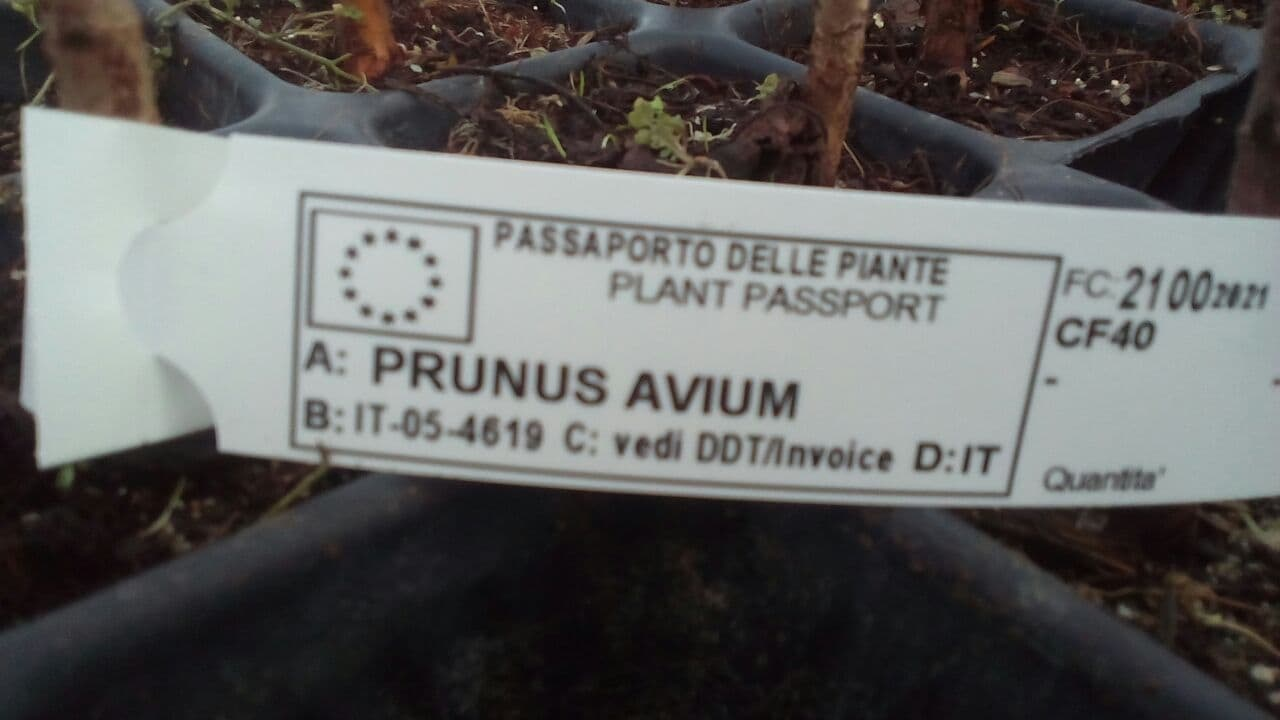 PASSAPORTO DELLE PIANTE
PLANT PASSPORT
A: PRUNUS AVIUM
B: IT-05-4619 C: vedi DDT/Invoice D:IT
FC: 21002021
CF40
-
-
Quantita'